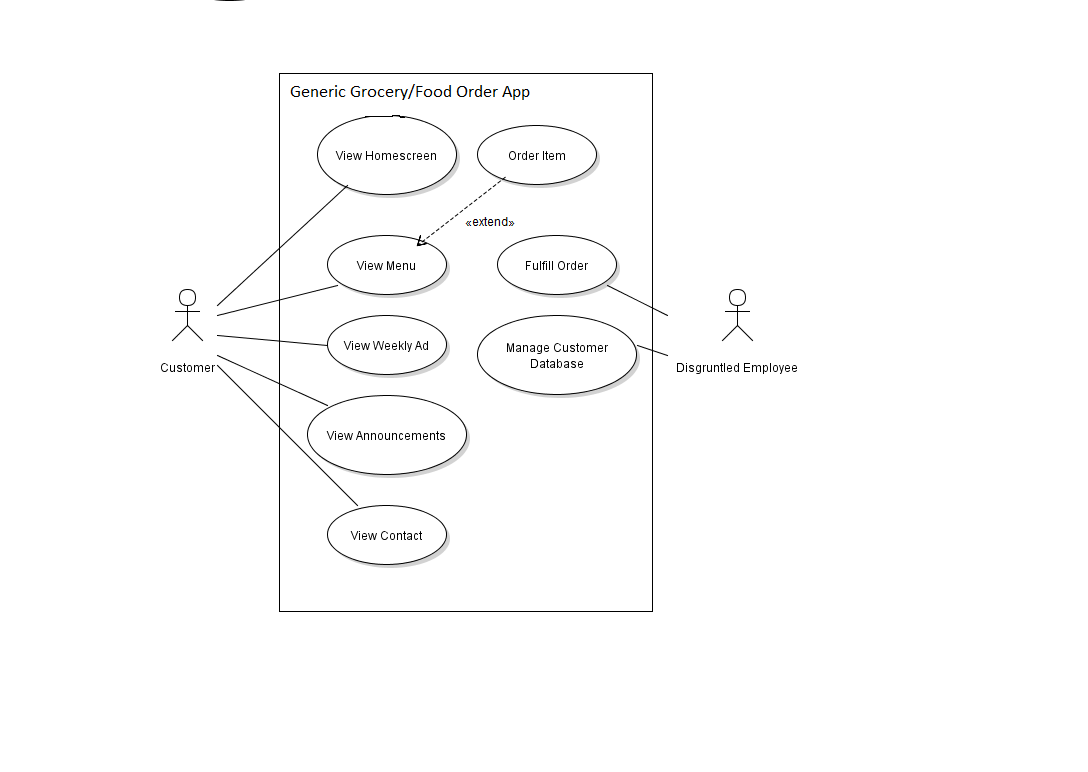 Generic Grocery/Food Order App
View Homescreen
Order Item
«extend»
View Menu
Fulfill Order
View Weekly Ad
Manage Customer
Database
Customer
Disgruntled Employee
View Announcements
View Contact